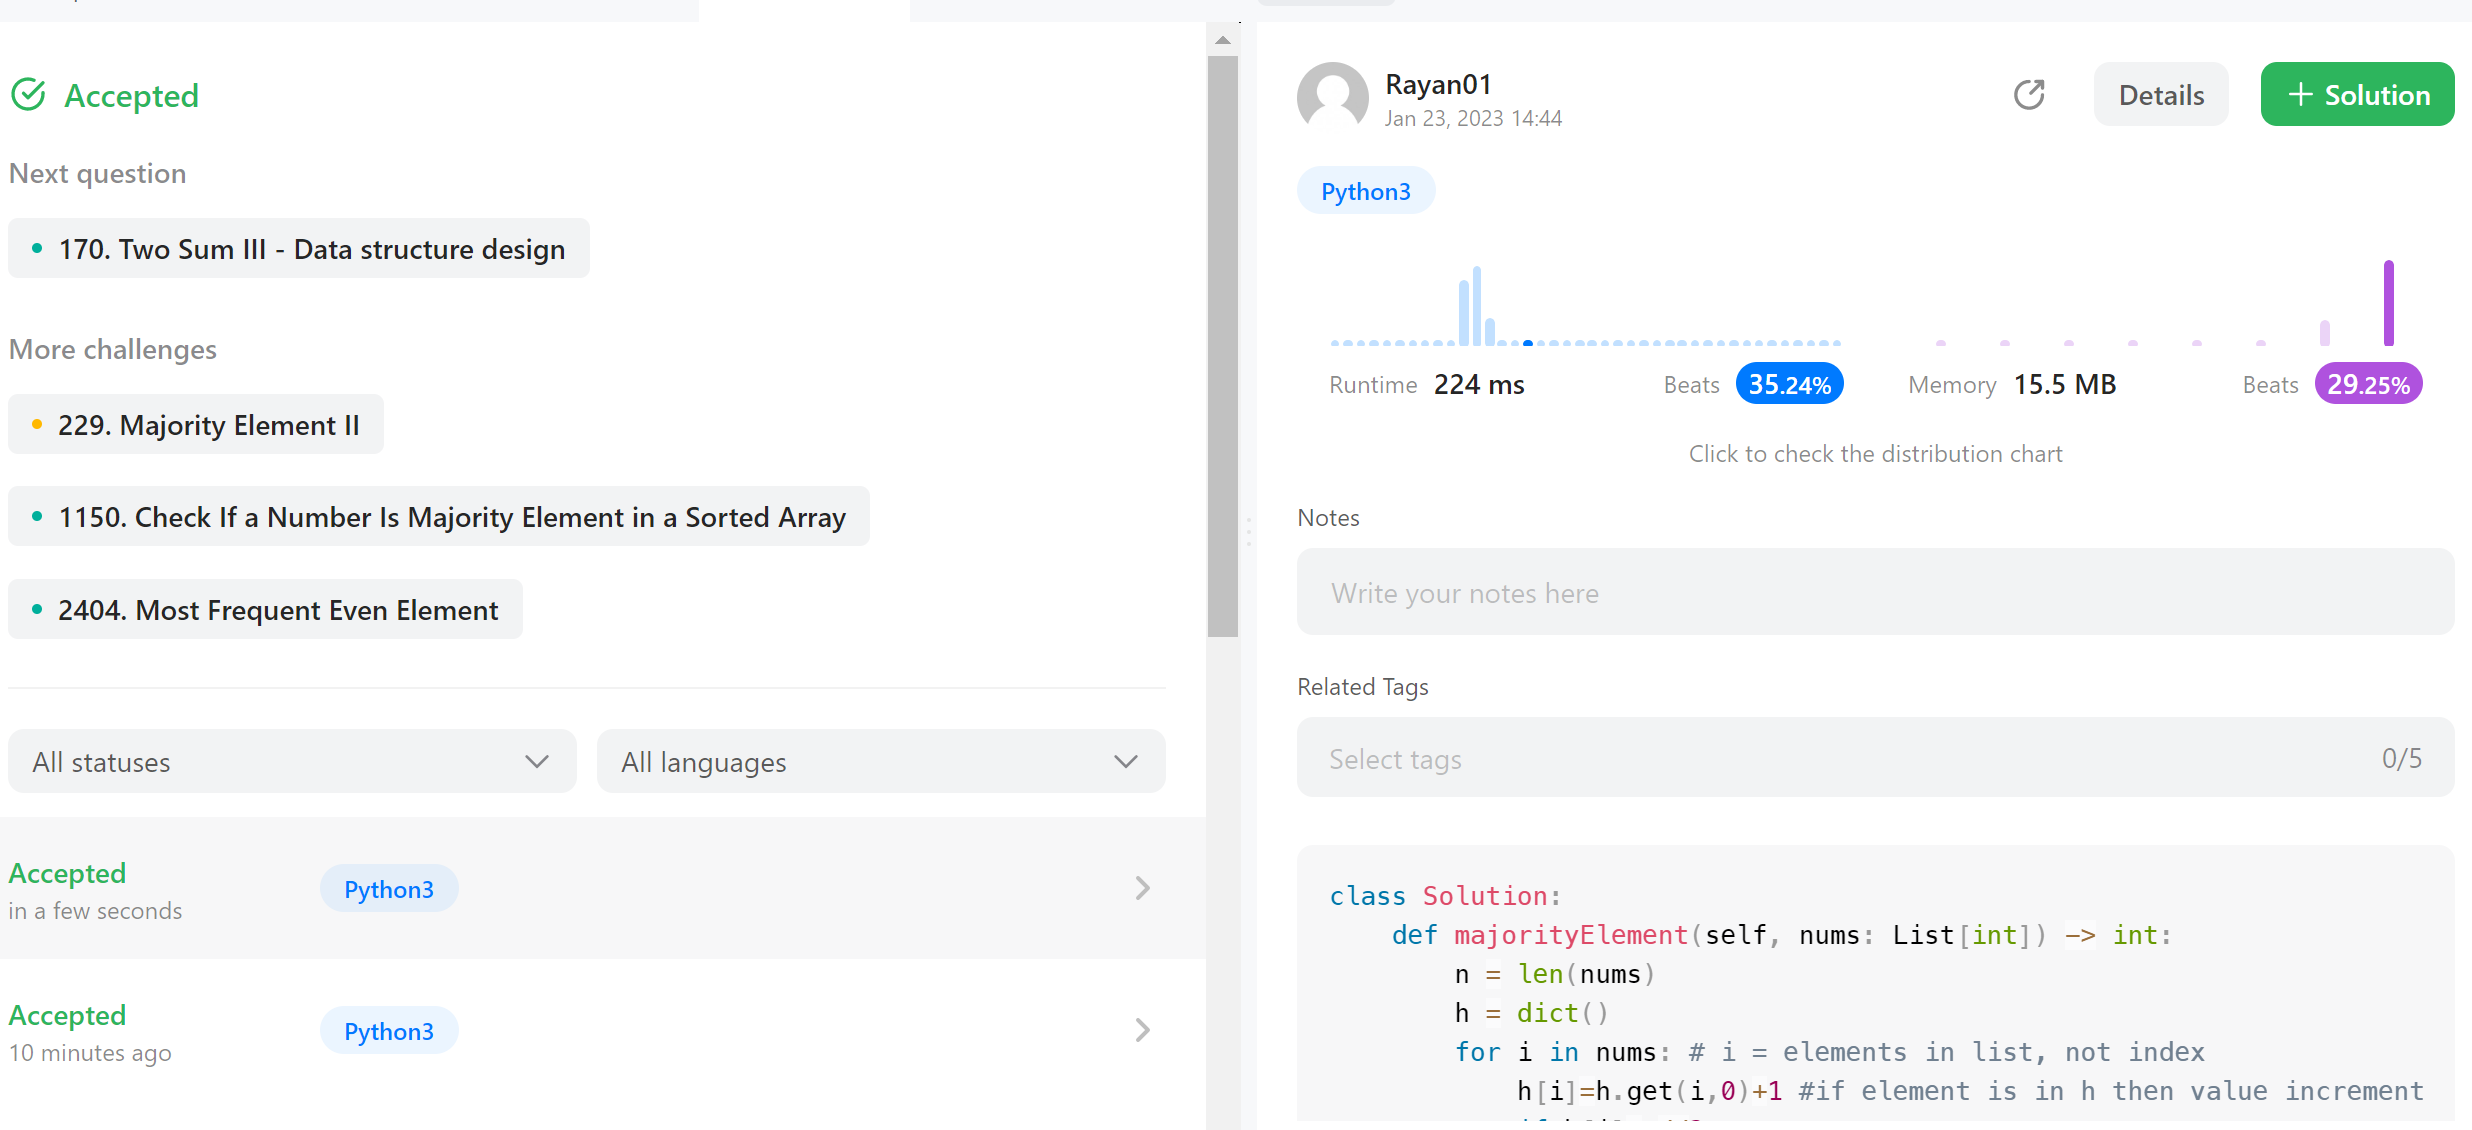 Accepted
Next question
170. Two Sum III - Data structure design
More challenges
229. Majority Element II
1150. Check If a Number Is Majority Element in a Sorted Array
2404. Most Frequent Even Element
All statuses
All languages
Accepted
in a few seconds
Python3
Accepted
10 minutes ago
Python3
Rayan01
Jan 23, 2023 14:44
Details
+ Solution
Python3
Runtime 224 ms Beats 35.24%
Memory 15.5 MB Beats 29.25%
Click to check the distribution chart
Notes
Write your notes here
Related Tags
Select tags 0/5
class Solution:
    def majorityElement(self, nums: List[int]) -> int:
        n = len(nums)
        h = dict()
        for i in nums: # i = elements in list, not index
            h[i]=h.get(i,0)+1 #if element is in h then value increment